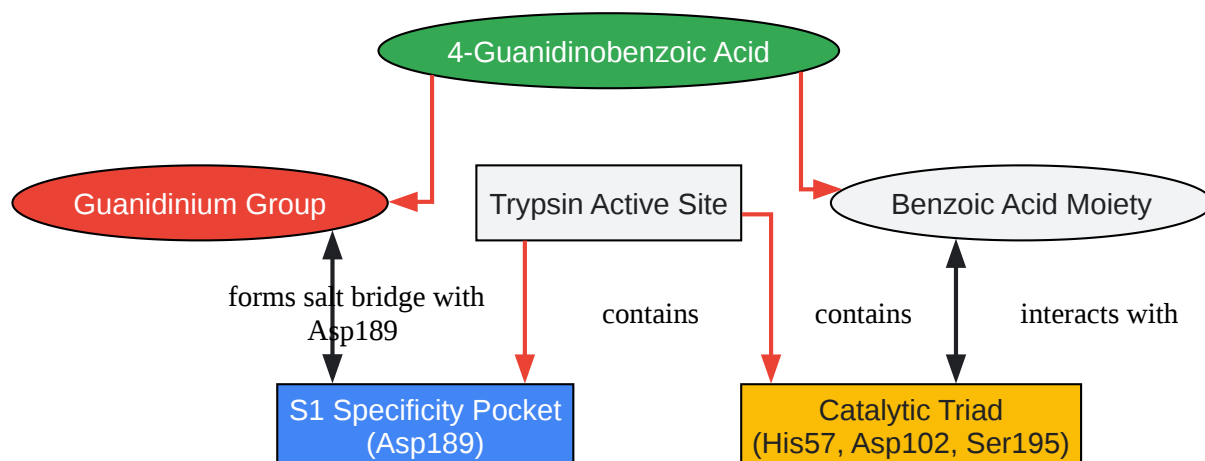 4-Guanidinobenzoic Acid
Guanidinium Group
Trypsin Active Site
Benzoic Acid Moiety
forms salt bridge with
Asp189
contains
contains
interacts with
S1 Specificity Pocket
(Asp189)
Catalytic Triad
(His57, Asp102, Ser195)